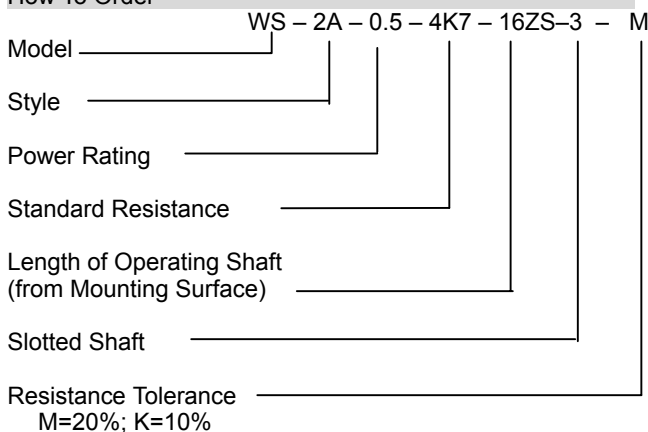 How To Order
WS – 2A – 0.5 – 4K7 – 16ZS–3 – M
Model
Style
Power Rating
Standard Resistance
Length of Operating Shaft
(from Mounting Surface)
Slotted Shaft
Resistance Tolerance
M=20%; K=10%